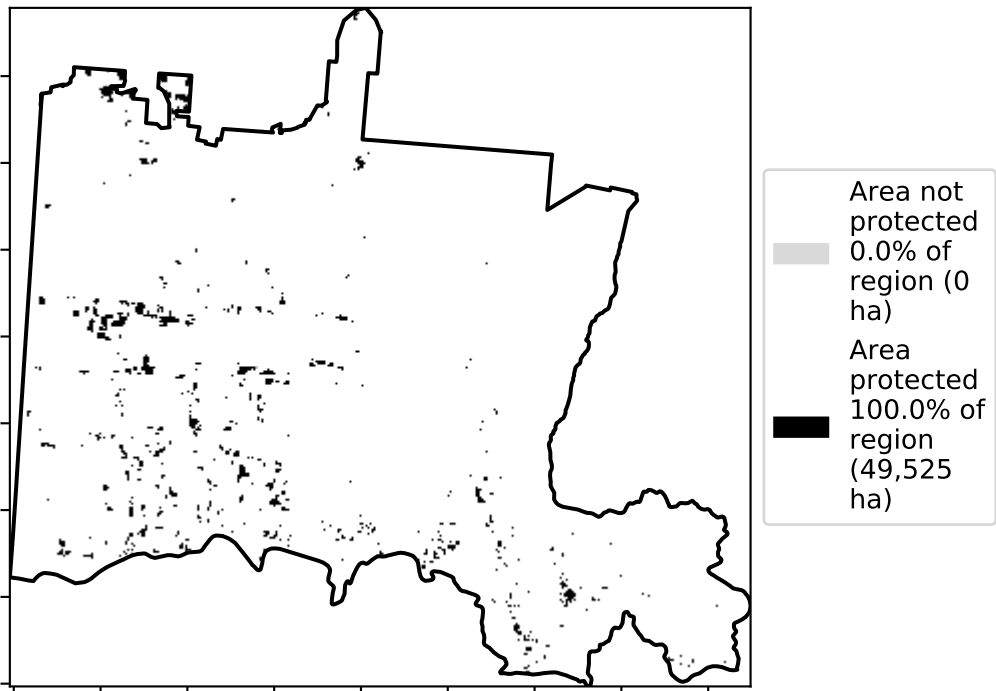 Area not
protected
0.0% of
region (0
ha)
Area
protected
100.0% of
region
(49,525
ha)